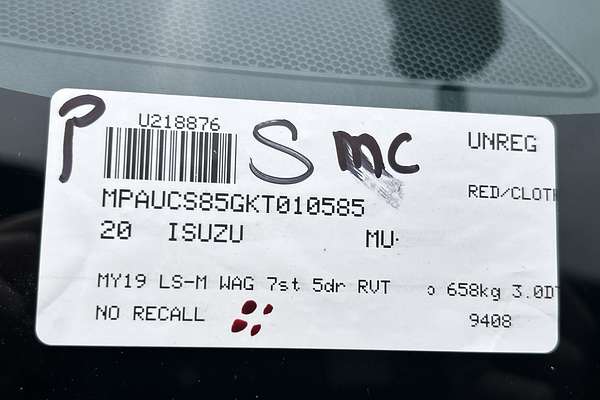 P U218876 S mc UNREG
MPAUCS85GKT010585 RED/CLOTH
20 ISUZU MU-
MY19 LS-M WAG 7st 5dr RVT 658kg 3.0DT
NO RECALL 9408